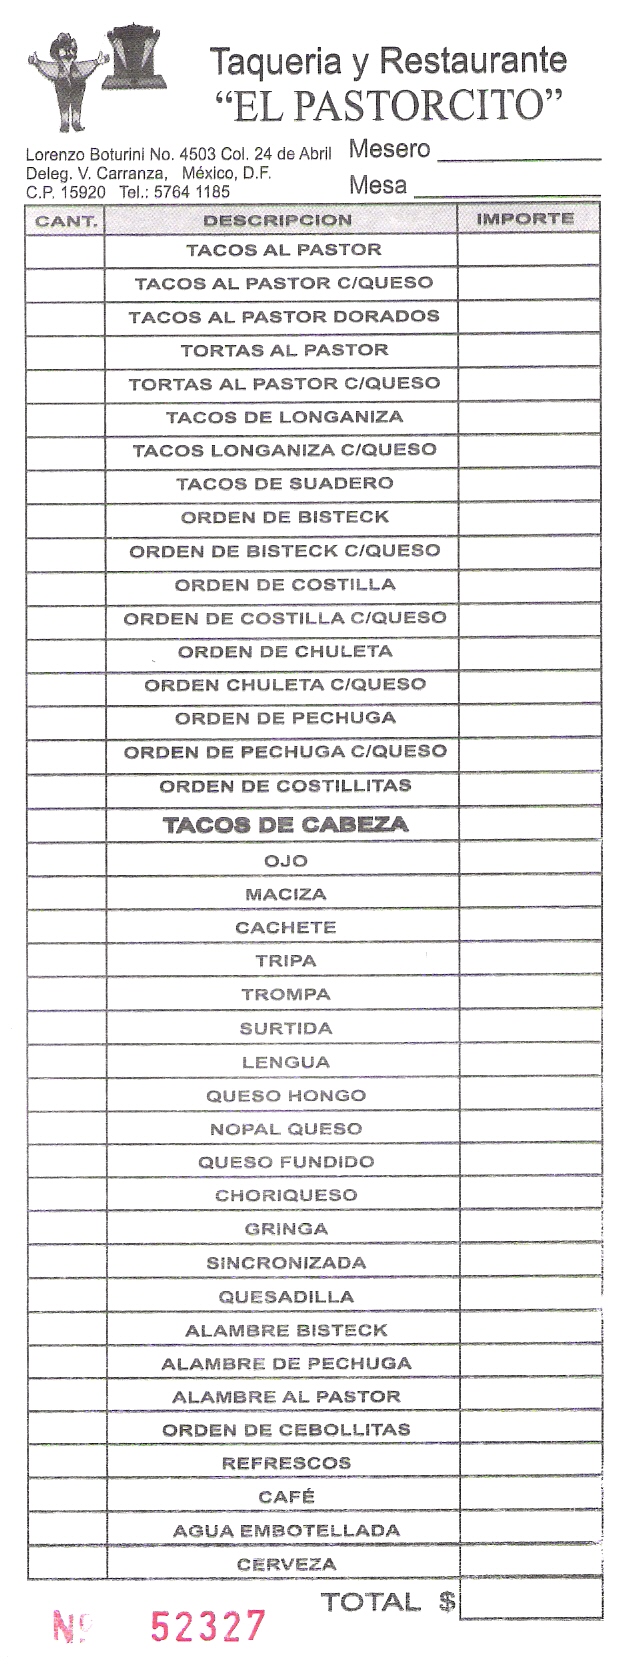 Taqueria y Restaurante
“EL PASTORCITO”
Lorenzo Boturini No. 4503 Col. 24 de Abril
Deleg. V. Carranza, México, D.F.
C.P. 15920 Tel.: 5764 1185
Mesero
Mesa
CANT. DESCRIPCION IMPORTE
TACOS AL PASTOR
TACOS AL PASTOR C/QUESO
TACOS AL PASTOR DORADOS
TORTAS AL PASTOR
TORTAS AL PASTOR C/QUESO
TACOS DE LONGANIZA
TACOS LONGANIZA C/QUESO
TACOS DE SUADERO
ORDEN DE BISTECK
ORDEN DE BISTECK C/QUESO
ORDEN DE COSTILLA
ORDEN DE COSTILLA C/QUESO
ORDEN DE CHULETA
ORDEN CHULETA C/QUESO
ORDEN DE PECHUGA
ORDEN DE PECHUGA C/QUESO
ORDEN DE COSTILLITAS
TACOS DE CABEZA
OJO
MACIZA
CACHETE
TRIPA
TROMPA
SURTIDA
LENGUA
QUESO HONGO
NOPAL QUESO
QUESO FUNDIDO
CHORIQUESO
GRINGA
SINCRONIZADA
QUESADILLA
ALAMBRE BISTECK
ALAMBRE DE PECHUGA
ALAMBRE AL PASTOR
ORDEN DE CEBOLLITAS
REFRESCOS
CAFÉ
AGUA EMBOTELLADA
CERVEZA
TOTAL $
Nº 52327